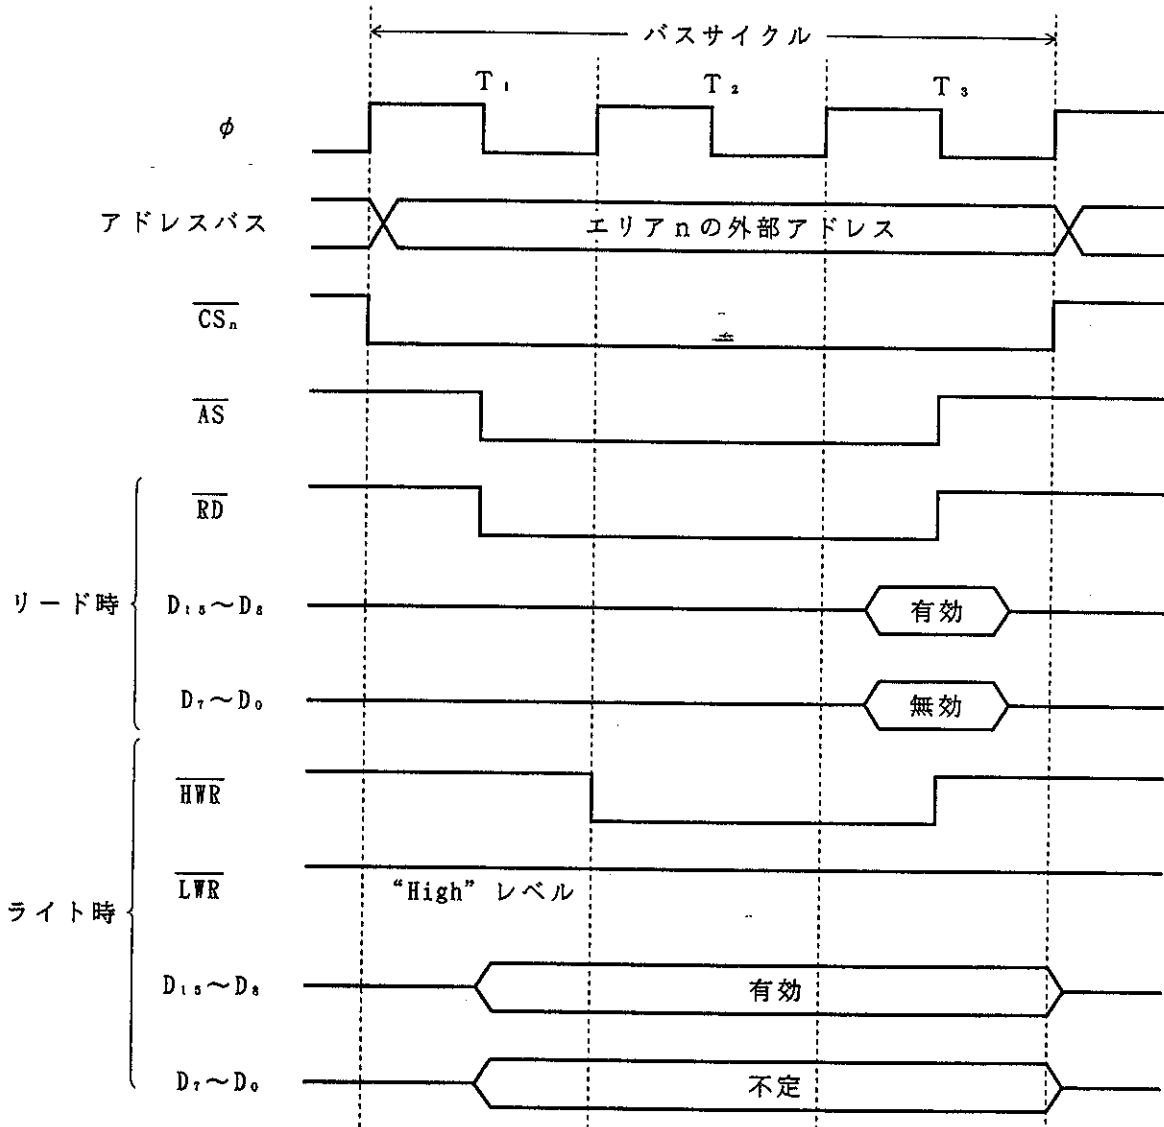 バスサイクル
T₁ T₂ T₃
φ
アドレスバス エリアnの外部アドレス
CSₙ
AS
RD
リード時 D₁₅～D₈ 有効
D₇～D₀ 無効
HWR
LWR “High” レベル
ライト時
D₁₅～D₈ 有効
D₇～D₀ 不定